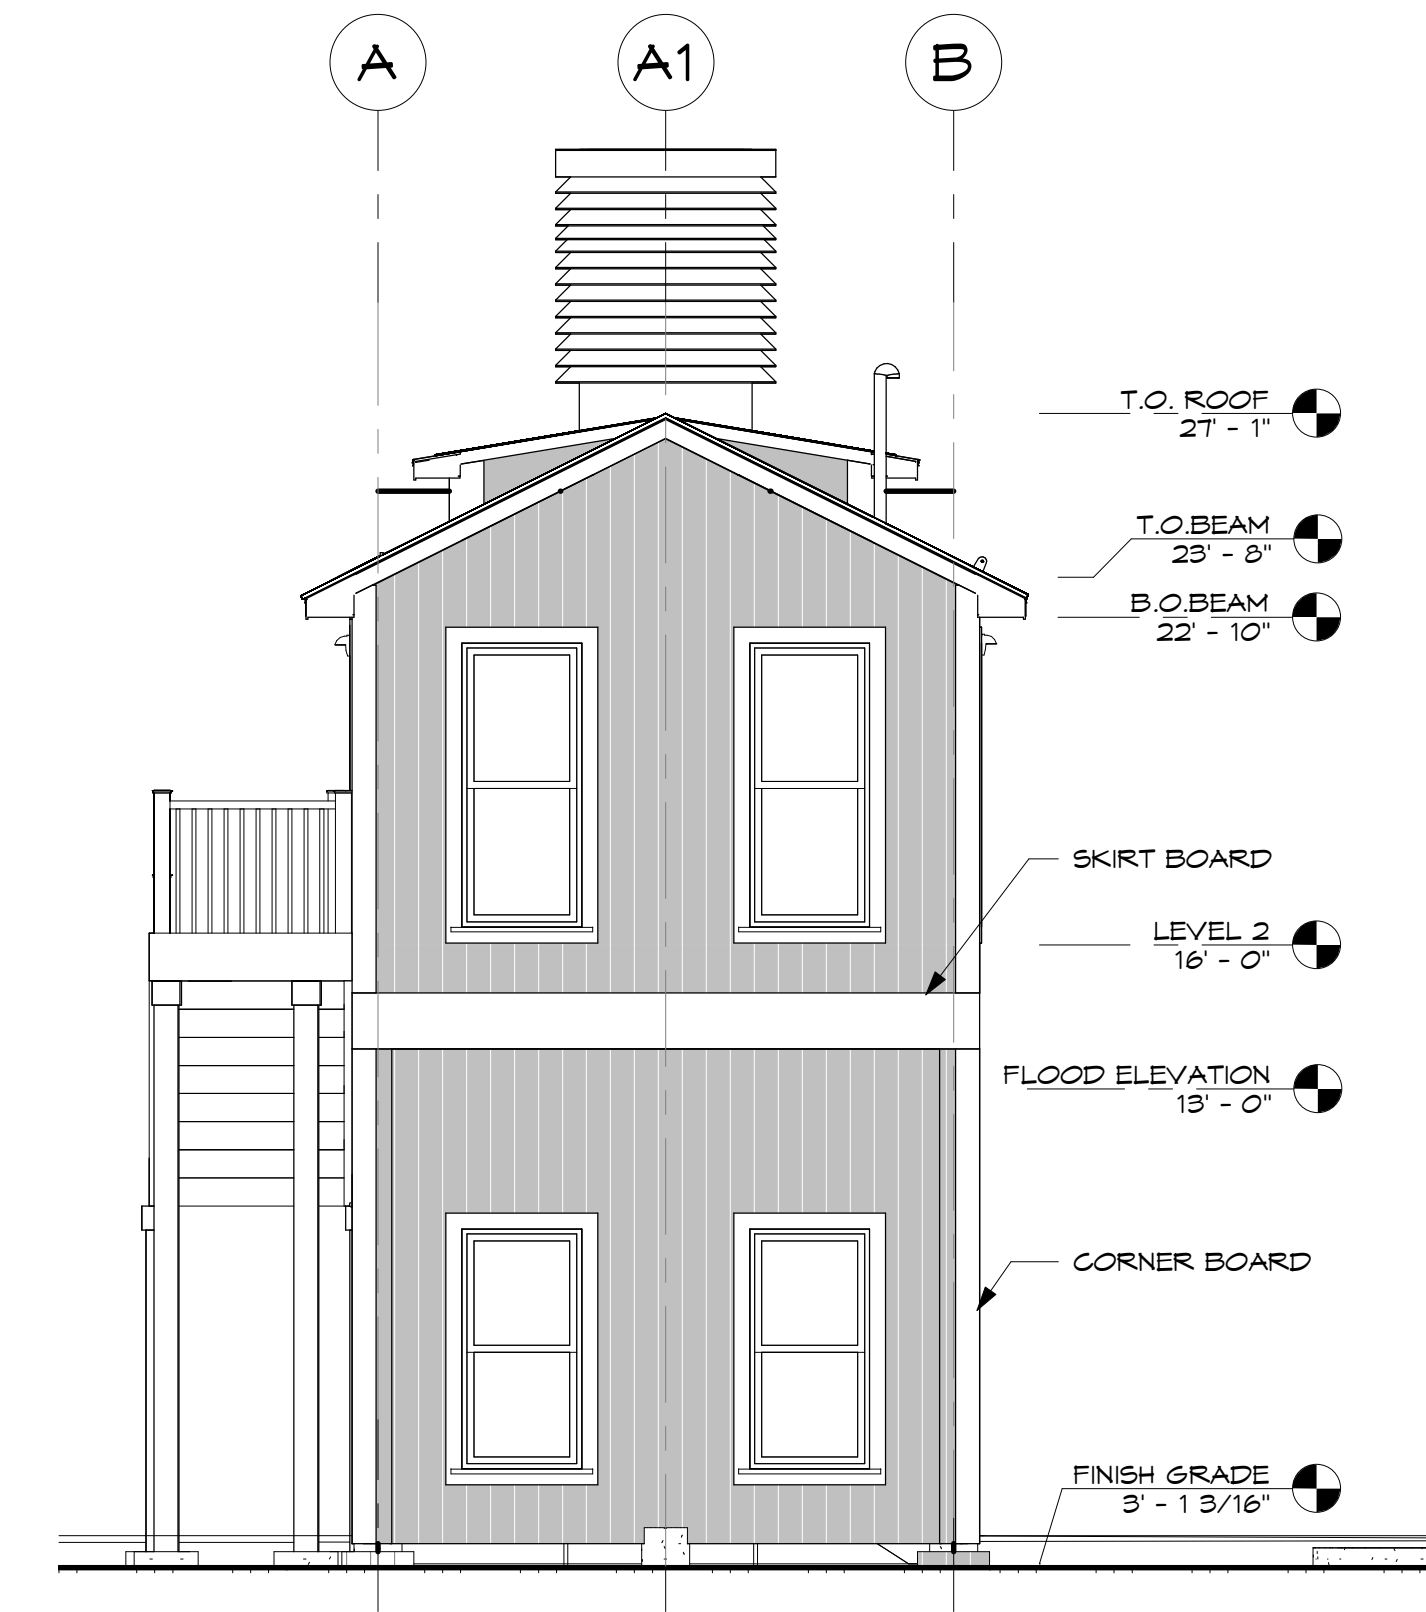 A
A1
B
T.O. ROOF
27' - 1"
T.O.BEAM
23' - 8"
B.O.BEAM
22' - 10"
SKIRT BOARD
LEVEL 2
16' - 0"
FLOOD ELEVATION
13' - 0"
CORNER BOARD
FINISH GRADE
3' - 1 3/16"